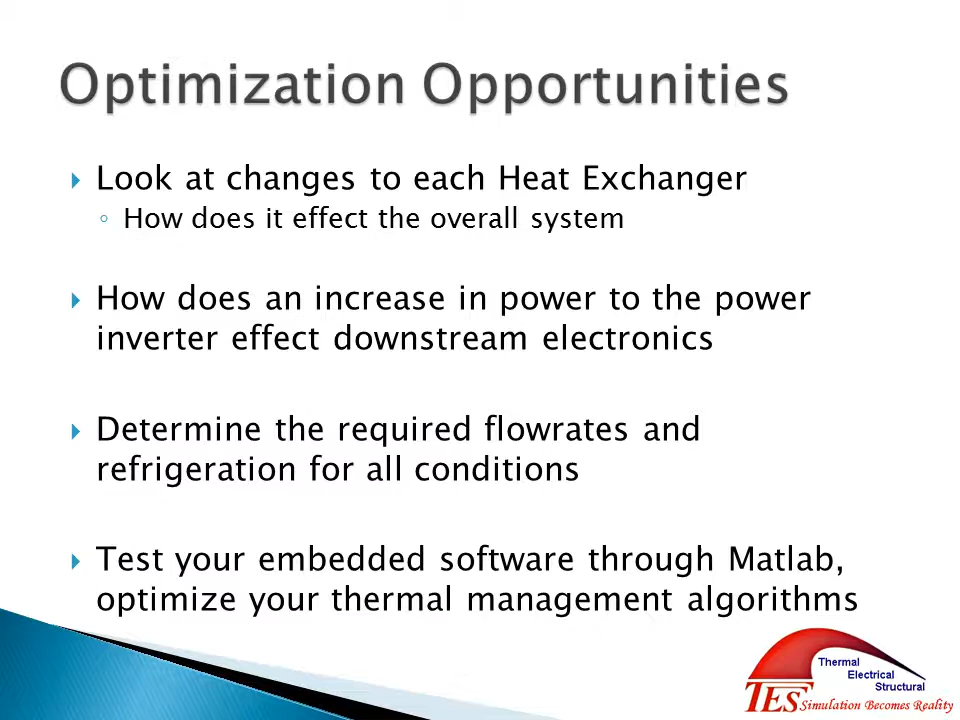 Optimization Opportunities
Look at changes to each Heat Exchanger
How does it effect the overall system
How does an increase in power to the power
inverter effect downstream electronics
Determine the required flowrates and
refrigeration for all conditions
Test your embedded software through Matlab,
optimize your thermal management algorithms
Thermal
Electrical
Structural
TES Simulation Becomes Reality